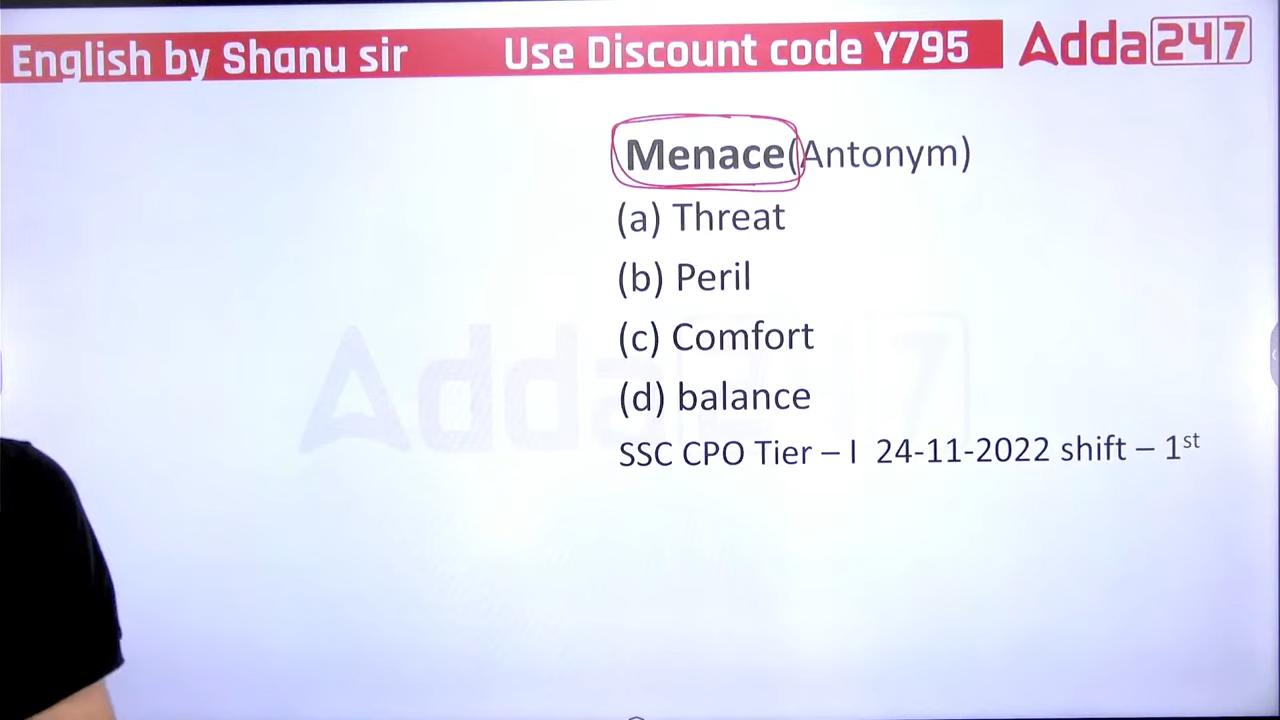 English by Shanu sir Use Discount code Y795 Adda247
Menace(Antonym)
(a) Threat
(b) Peril
(c) Comfort
(d) balance
Adda247
SSC CPO Tier – I 24-11-2022 shift – 1st